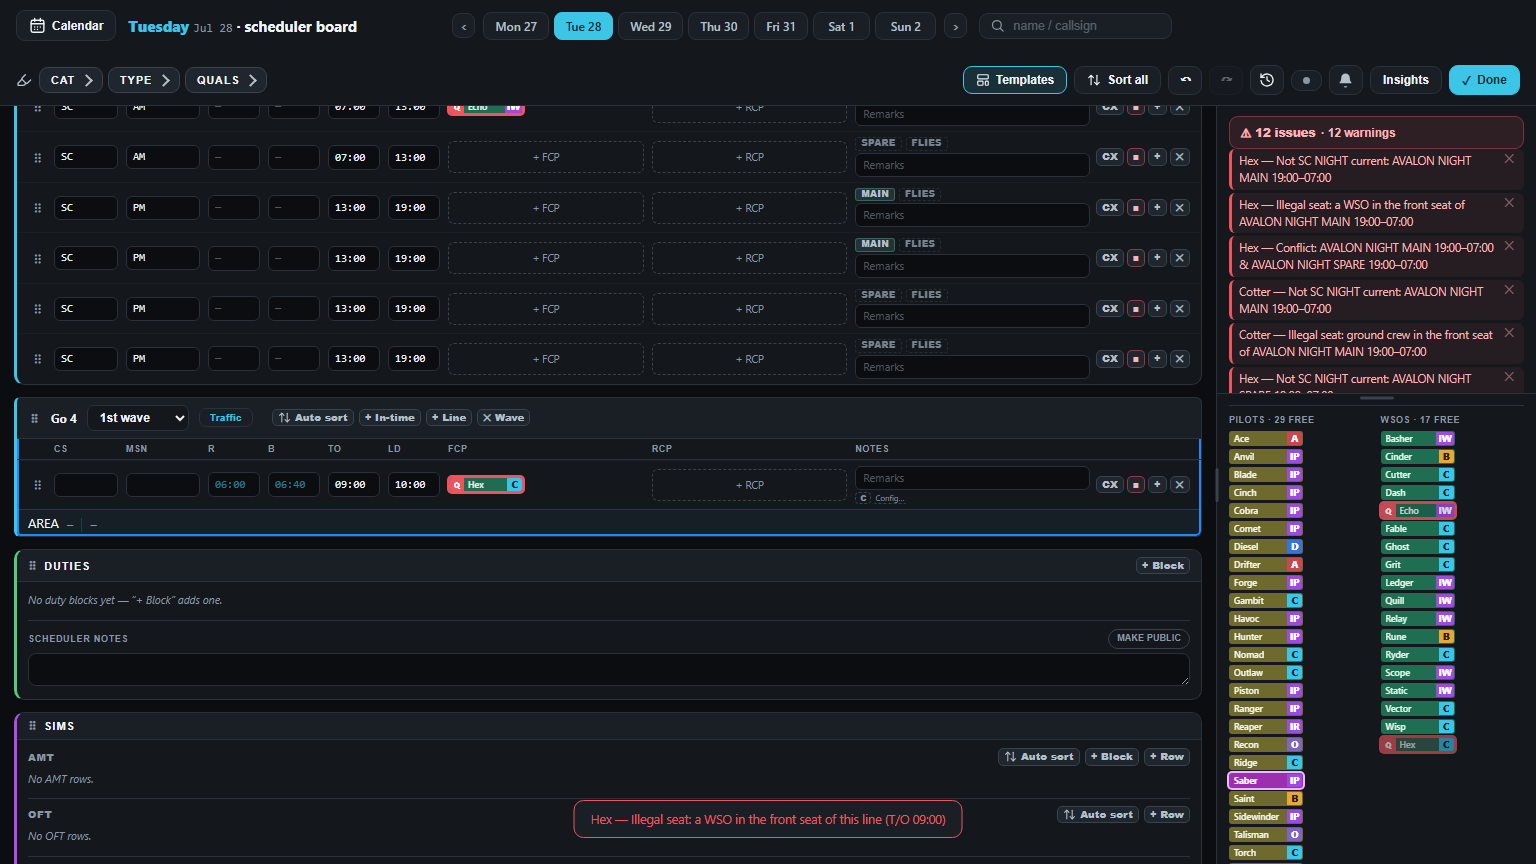 Calendar
Tuesday Jul 28 · scheduler board
‹ Mon 27 Tue 28 Wed 29 Thu 30 Fri 31 Sat 1 Sun 2 ›
name / callsign
CAT TYPE QUALS
Templates Sort all Insights ✓ Done
SC AM 07:00 13:00 Q Echo IW + RCP Remarks CX ■ + ✕
SPARE FLIES
SC AM – – 07:00 13:00 + FCP + RCP Remarks CX ■ + ✕
MAIN FLIES
SC PM – – 13:00 19:00 + FCP + RCP Remarks CX ■ + ✕
MAIN FLIES
SC PM – – 13:00 19:00 + FCP + RCP Remarks CX ■ + ✕
SPARE FLIES
SC PM – – 13:00 19:00 + FCP + RCP Remarks CX ■ + ✕
SPARE FLIES
SC PM – – 13:00 19:00 + FCP + RCP Remarks CX ■ + ✕
Go 4 1st wave Traffic Auto sort + In-time + Line ✕ Wave
CS MSN R B TO LD FCP RCP NOTES
06:00 06:40 09:00 10:00 Q Hex C + RCP Remarks CX ■ + ✕
C Config...
AREA – –
DUTIES + Block
No duty blocks yet — "+ Block" adds one.
SCHEDULER NOTES MAKE PUBLIC
SIMS
AMT Auto sort + Block + Row
No AMT rows.
OFT Auto sort + Row
No OFT rows.
Hex — Illegal seat: a WSO in the front seat of this line (T/O 09:00)
⚠ 12 issues · 12 warnings
Hex — Not SC NIGHT current: AVALON NIGHT
MAIN 19:00–07:00
Hex — Illegal seat: a WSO in the front seat of
AVALON NIGHT MAIN 19:00–07:00
Hex — Conflict: AVALON NIGHT MAIN 19:00–07:00
& AVALON NIGHT SPARE 19:00–07:00
Cotter — Not SC NIGHT current: AVALON NIGHT
MAIN 19:00–07:00
Cotter — Illegal seat: ground crew in the front seat
of AVALON NIGHT MAIN 19:00–07:00
Hex — Not SC NIGHT current: AVALON NIGHT
SPARE 19:00–07:00
PILOTS · 29 FREE
Ace A
Anvil IP
Blade IP
Cinch IP
Cobra IP
Comet IP
Diesel D
Drifter A
Forge IP
Gambit C
Havoc IP
Hunter IP
Nomad C
Outlaw C
Piston IP
Ranger IP
Reaper IR
Recon O
Ridge C
Saber IP
Saint B
Sidewinder IP
Talisman O
Torch C
WSOS · 17 FREE
Basher IW
Cinder B
Cutter C
Dash C
Q Echo IW
Fable C
Ghost C
Grit C
Ledger IW
Quill IW
Relay IW
Rune B
Ryder C
Scope IW
Static IW
Vector C
Wisp C
Q Hex C